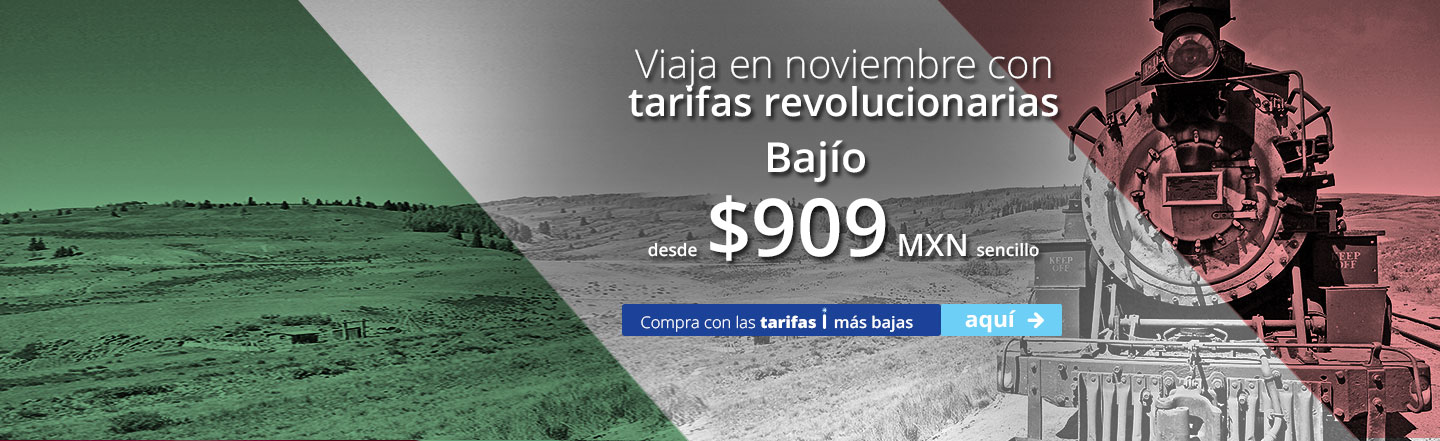 Viaja en noviembre con
tarifas revolucionarias
Bajío
desde $909 MXN sencillo
Compra con las tarifas i más bajas aquí →
KEEP OFF
KEEP OFF